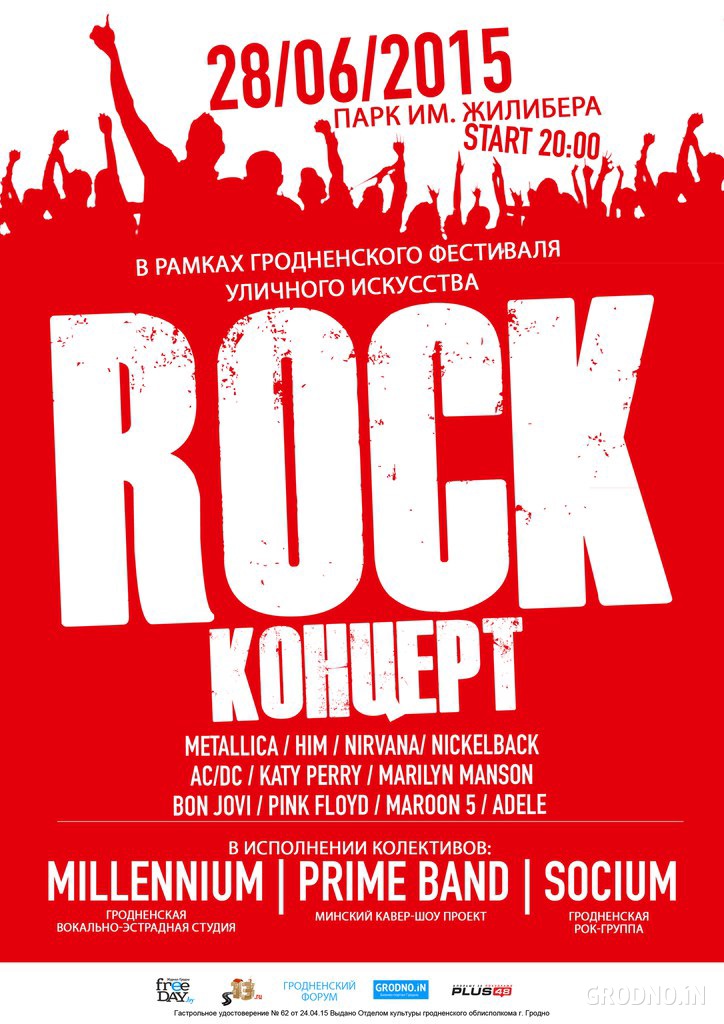 28/06/2015
ПАРК ИМ. ЖИЛИБЕРА
START 20:00
В РАМКАХ ГРОДНЕНСКОГО ФЕСТИВАЛЯ
УЛИЧНОГО ИСКУССТВА
ROCK
КОНЦЕРТ
METALLICA / HIM / NIRVANA/ NICKELBACK
AC/DC / KATY PERRY / MARILYN MANSON
BON JOVI / PINK FLOYD / MAROON 5 / ADELE
В ИСПОЛНЕНИИ КОЛЕКТИВОВ:
MILLENNIUM | PRIME BAND | SOCIUM
ГРОДНЕНСКАЯ
ВОКАЛЬНО-ЭСТРАДНАЯ СТУДИЯ
МИНСКИЙ КАВЕР-ШОУ ПРОЕКТ
ГРОДНЕНСКАЯ
РОК-ГРУППА
free
DAY.by
s13.ru
ГРОДНЕНСКИЙ
ФОРУМ
GRODNO.iN
PLUS48
GRODNO.iN
Гастрольное удостоверение № 62 от 24.04.15 Выдано Отделом культуры гродненского облисполкома г. Гродно